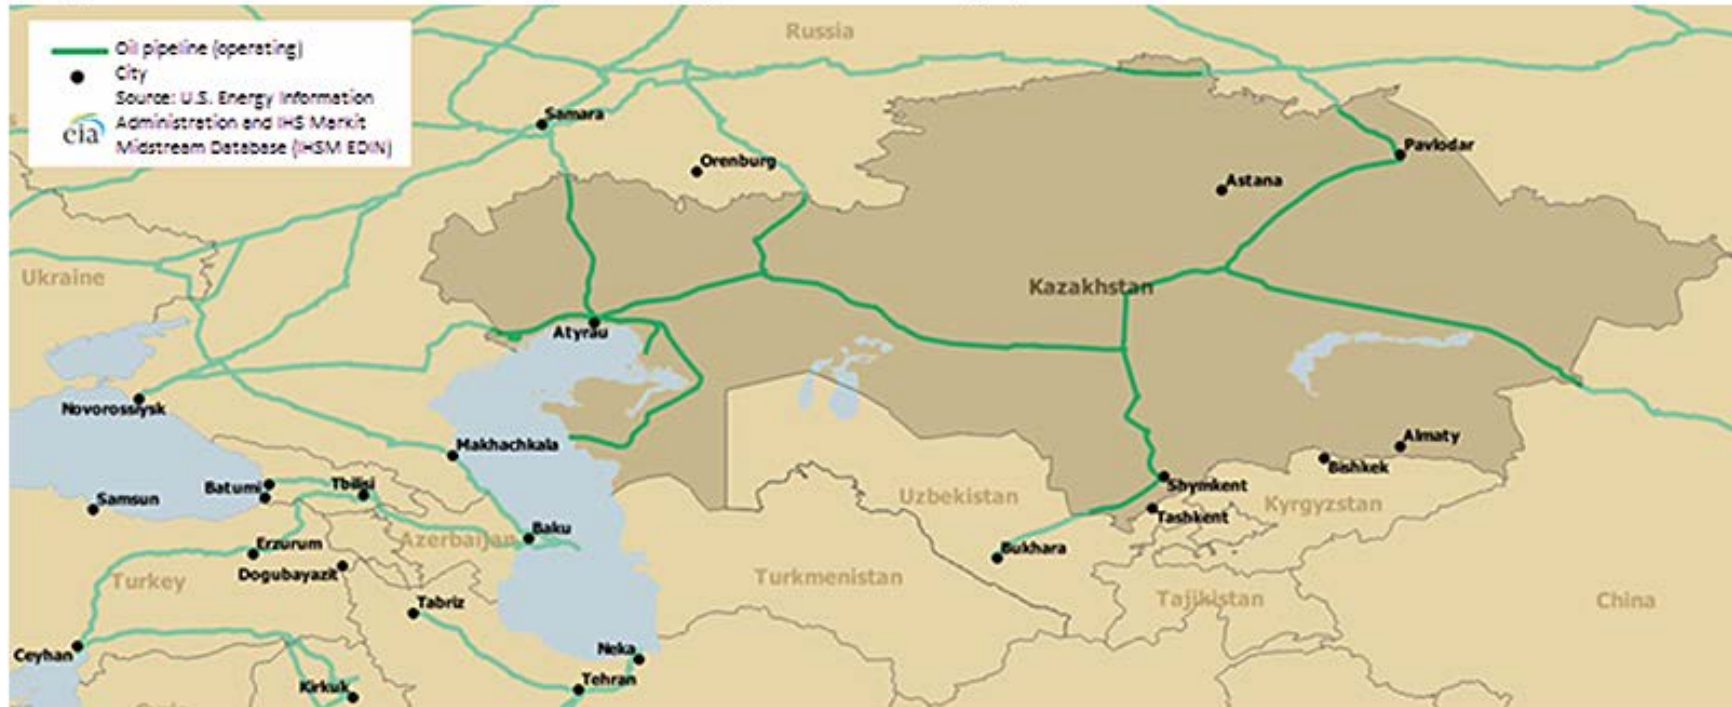 Oil pipeline (operating)
City
Source: U.S. Energy Information
eia
Administration and IHS Markit
Midstream Database (IHSM EDIN)
Russia
Samara
Orenburg
Pavlodar
Astana
Ukraine
Kazakhstan
Atyrau
Novorossiysk
Makhachkala
Almaty
Bishkek
Batumi
Tbilisi
Shymkent
Samsun
Uzbekistan
Kyrgyzstan
Tashkent
Baku
Azerbaijan
Erzurum
Bukhara
Dogubayazit
Turkey
Turkmenistan
Tajikistan
China
Tabriz
Ceyhan
Neka
Tehran
Kirkuk